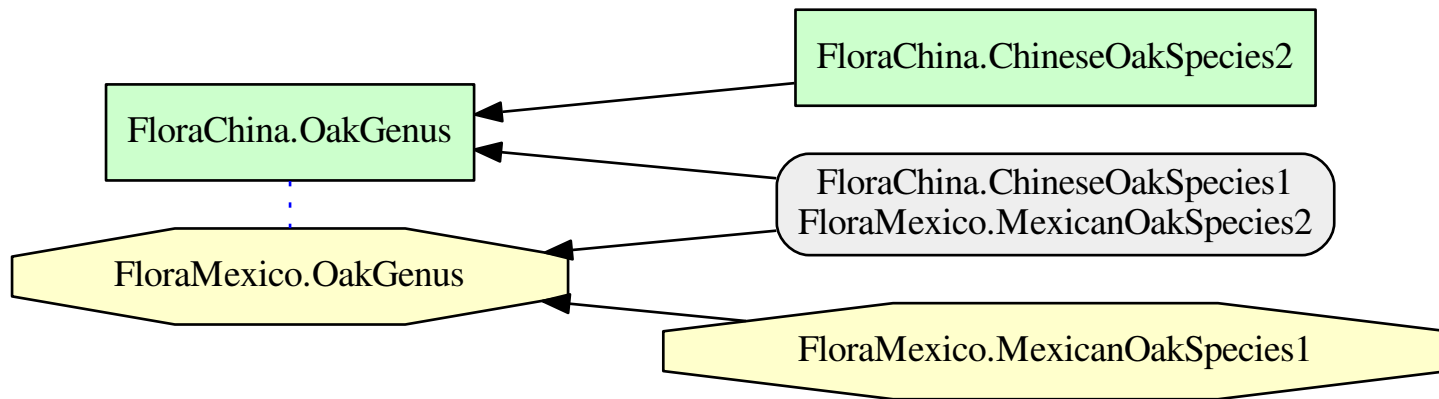 FloraChina.ChineseOakSpecies2
FloraChina.OakGenus
FloraChina.ChineseOakSpecies1
FloraMexico.MexicanOakSpecies2
FloraMexico.OakGenus
FloraMexico.MexicanOakSpecies1